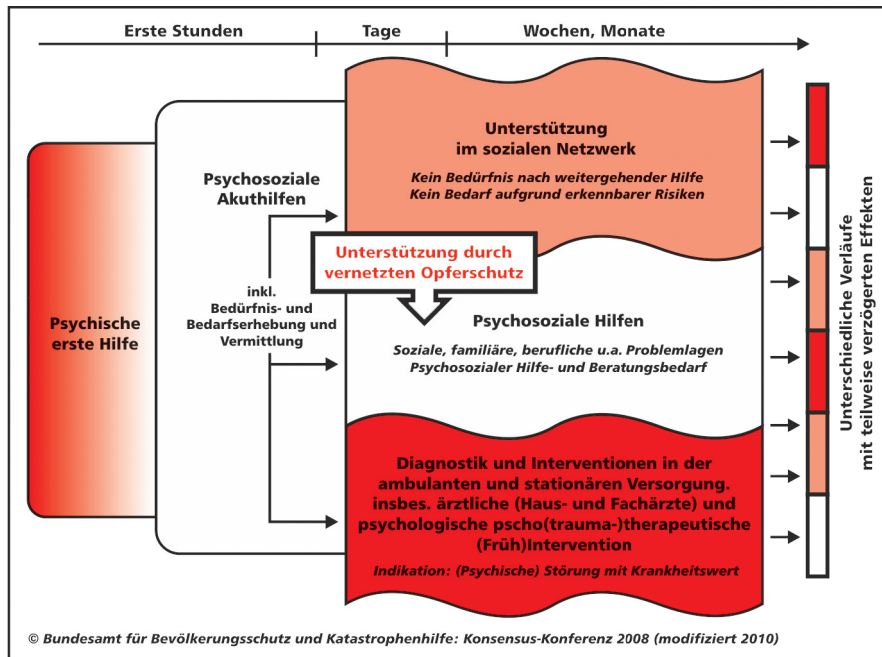 Erste Stunden
Tage
Wochen, Monate
Psychische
erste Hilfe
Psychosoziale
Akuthilfen
inkl.
Bedürfnis- und
Bedarfserhebung und
Vermittlung
Unterstützung
im sozialen Netzwerk
Kein Bedürfnis nach weitergehender Hilfe
Kein Bedarf aufgrund erkennbarer Risiken
Unterstützung durch
vernetzten Opferschutz
Psychosoziale Hilfen
Soziale, familiäre, berufliche u.a. Problemlagen
Psychosozialer Hilfe- und Beratungsbedarf
Diagnostik und Interventionen in der
ambulanten und stationären Versorgung.
insbes. ärztliche (Haus- und Fachärzte) und
psychologische pscho(trauma-)therapeutische
(Früh)Intervention
Indikation: (Psychische) Störung mit Krankheitswert
Unterschiedliche Verläufe
mit teilweise verzögerten Effekten
© Bundesamt für Bevölkerungsschutz und Katastrophenhilfe: Konsensus-Konferenz 2008 (modifiziert 2010)